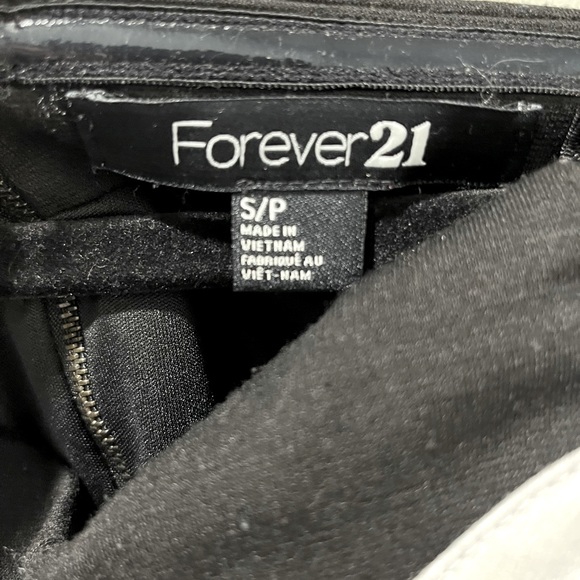 Forever21
S/P
MADE IN
VIETNAM
FABRIQUÉ AU
VIÊT-NAM